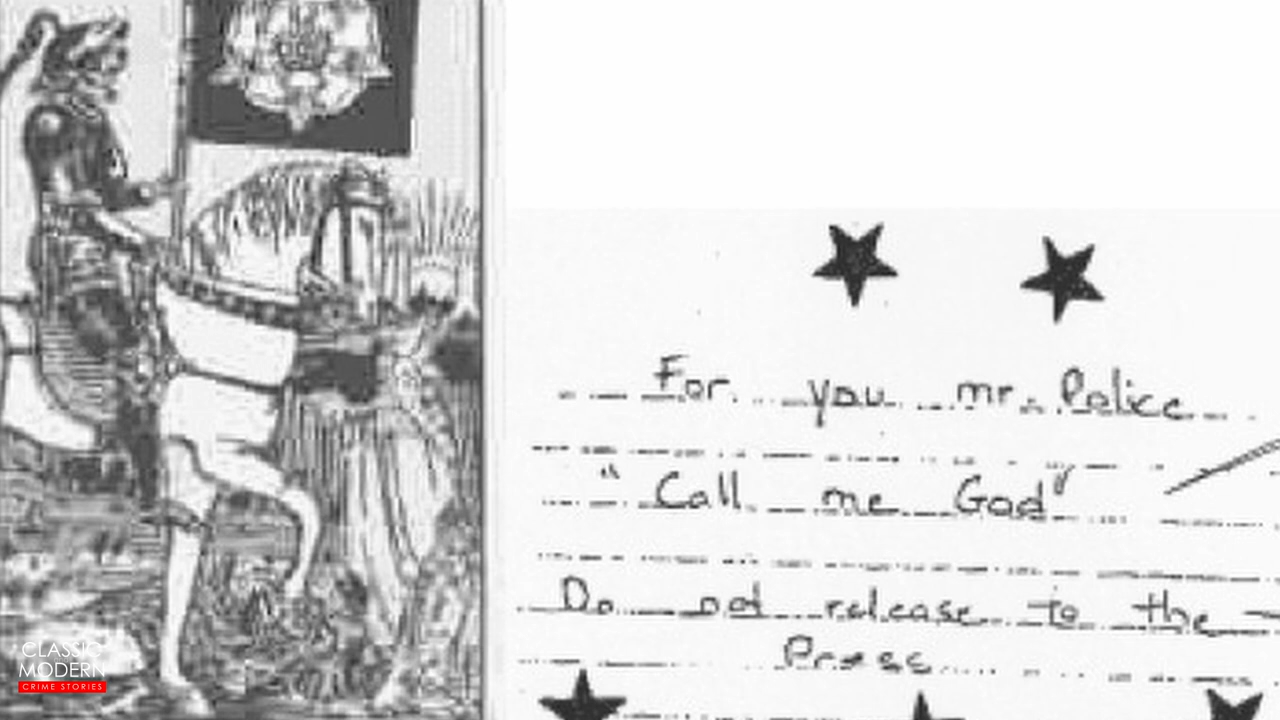 For you mr. Police
"Call me God"
Do not release to the
Press
CLASSIC
MODERN
CRIME STORIES